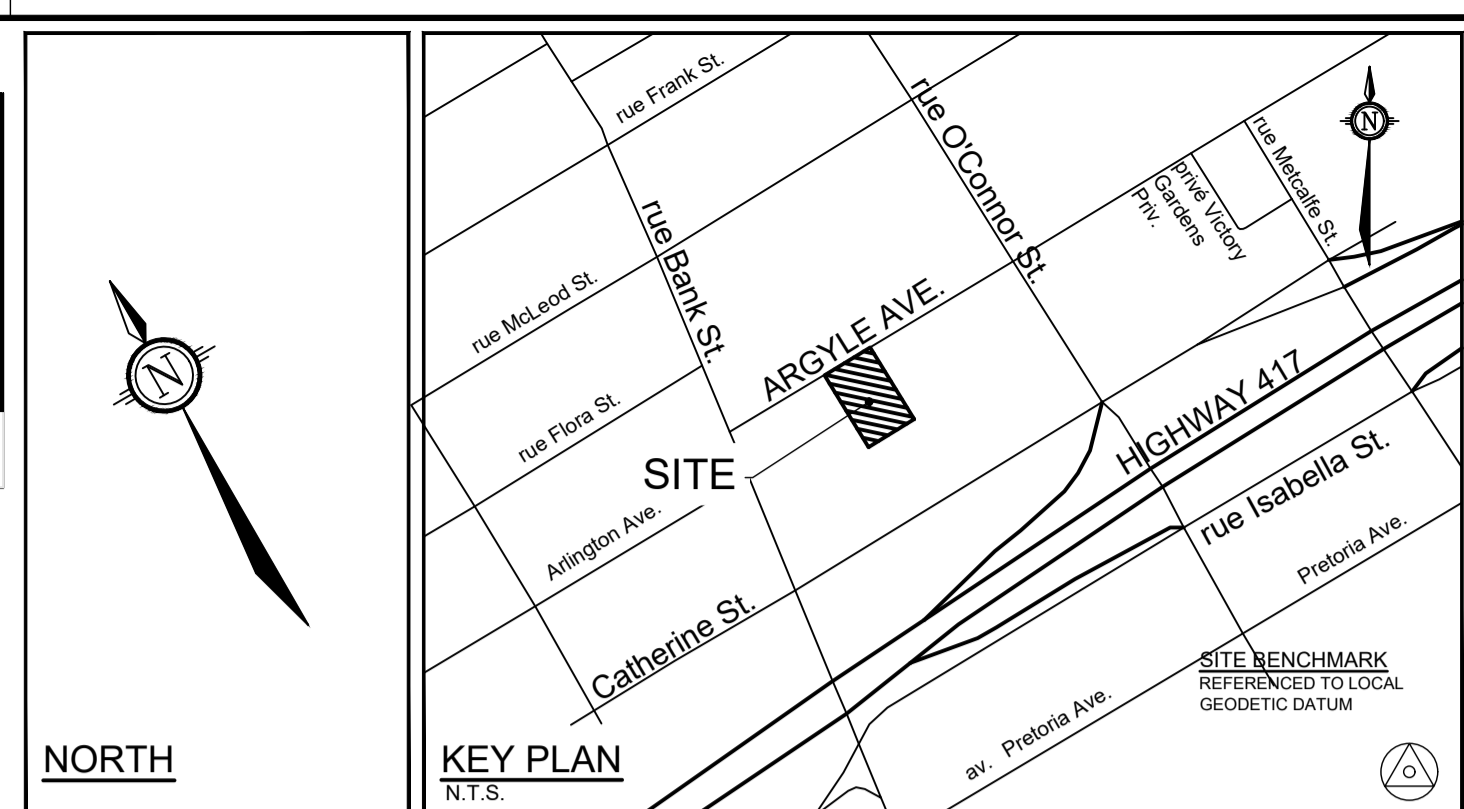 N
NORTH
rue Frank St.
rue O'Connor St.
N
rue Metcalfe St.
privé Victory
Gardens
Priv.
rue Bank St.
rue McLeod St.
ARGYLE AVE.
rue Flora St.
HIGHWAY 417
SITE
rue Isabella St.
Arlington Ave.
Pretoria Ave.
Catherine St.
SITE BENCHMARK
REFERENCED TO LOCAL
GEODETIC DATUM
av. Pretoria Ave.
KEY PLAN
N.T.S.